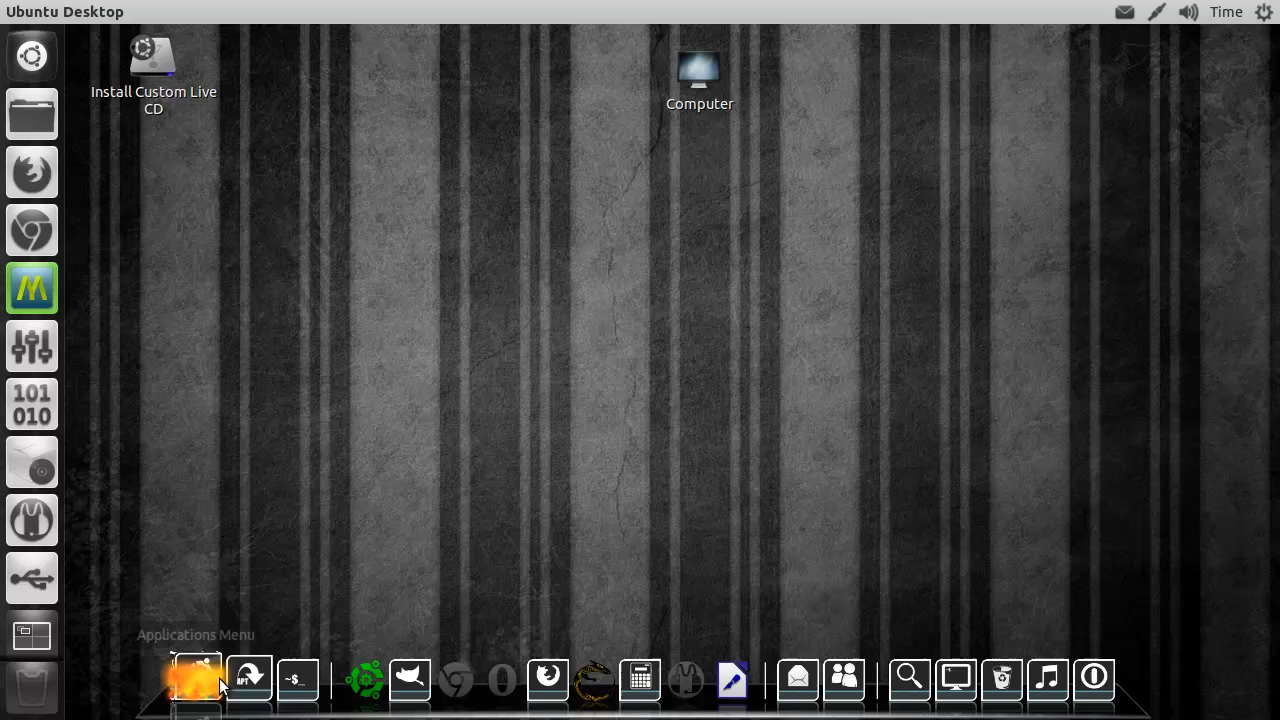 Ubuntu Desktop
Time
Install Custom Live
CD
Computer
101
010
Applications Menu
APT
~$_